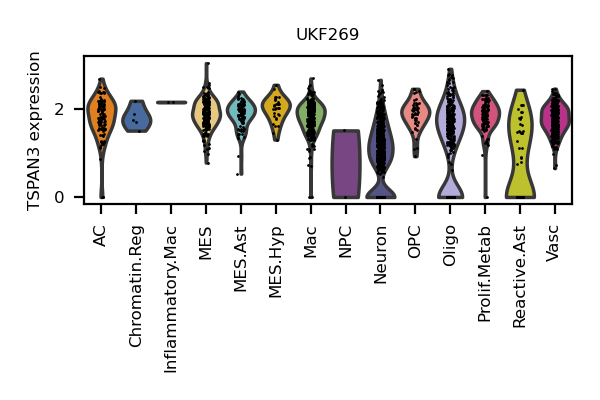 UKF269
TSPAN3 expression
2
0
AC
Chromatin.Reg
Inflammatory.Mac
MES
MES.Ast
MES.Hyp
Mac
NPC
Neuron
OPC
Oligo
Prolif.Metab
Reactive.Ast
Vasc